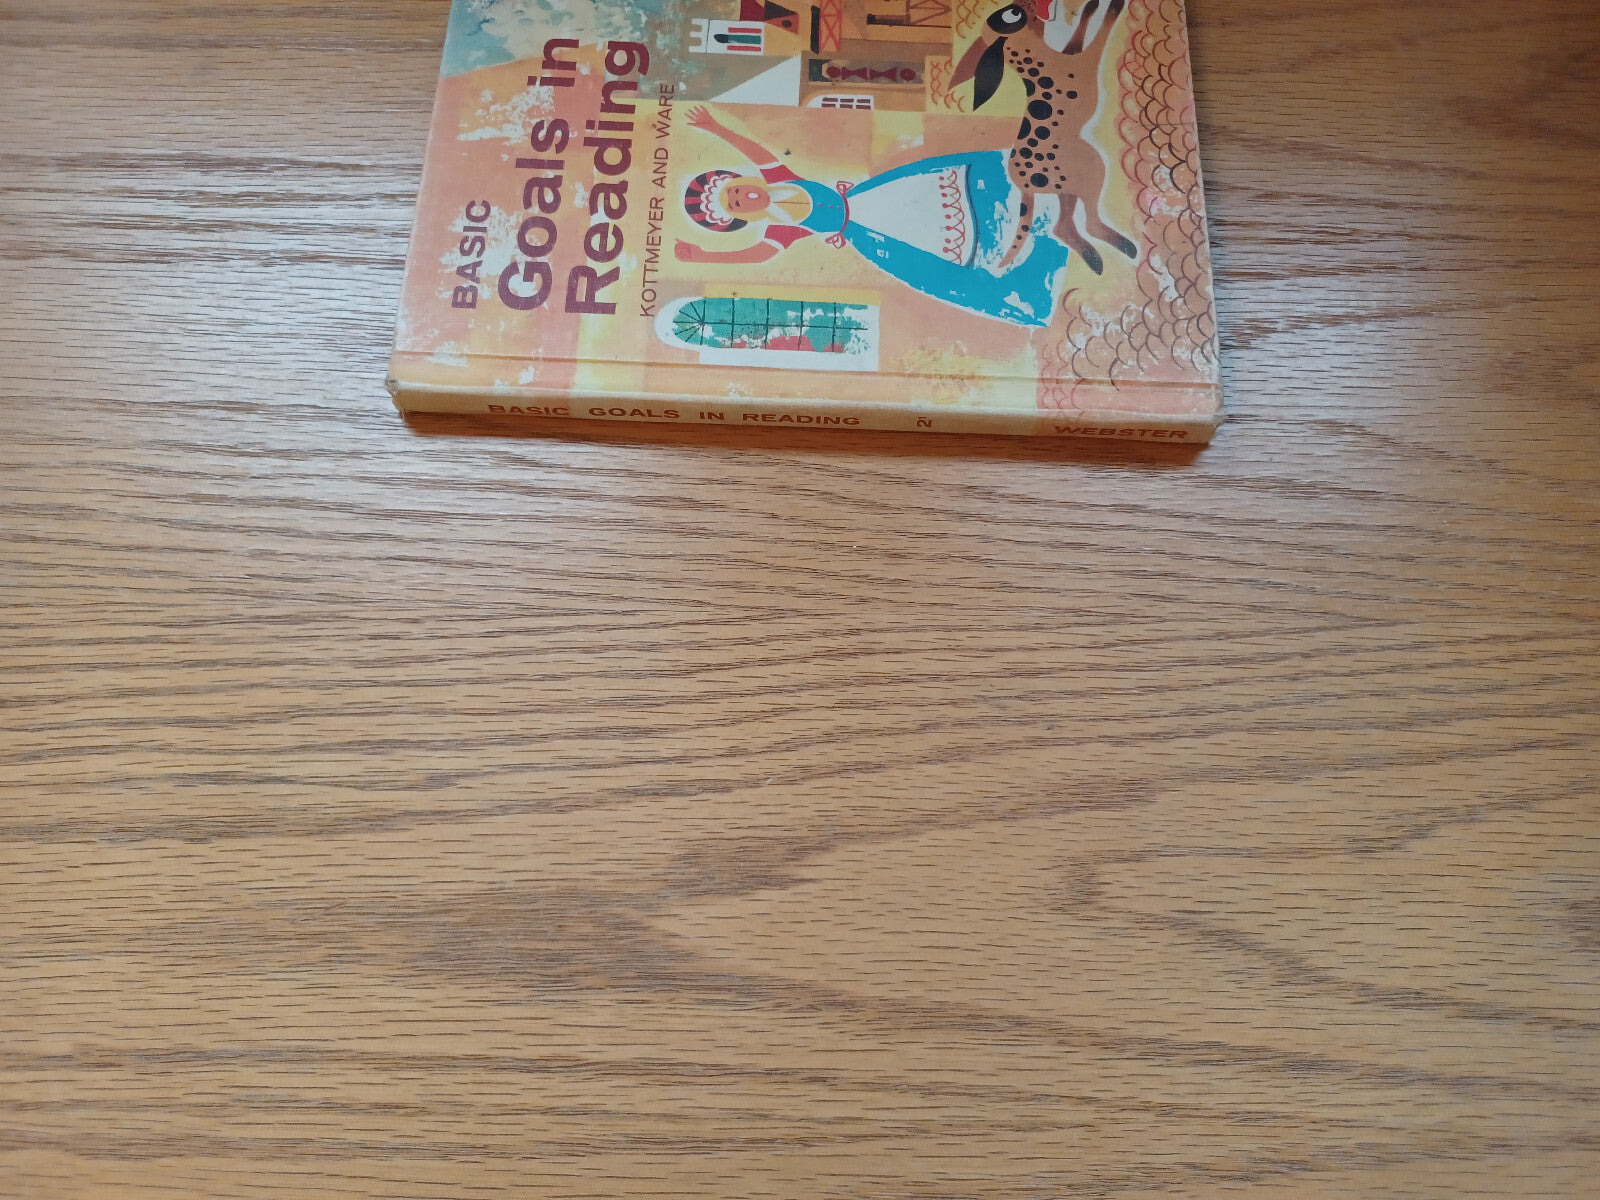 BASIC
Goals in
Reading
KOTTMEYER AND WARE
BASIC GOALS IN READING 2 WEBSTER